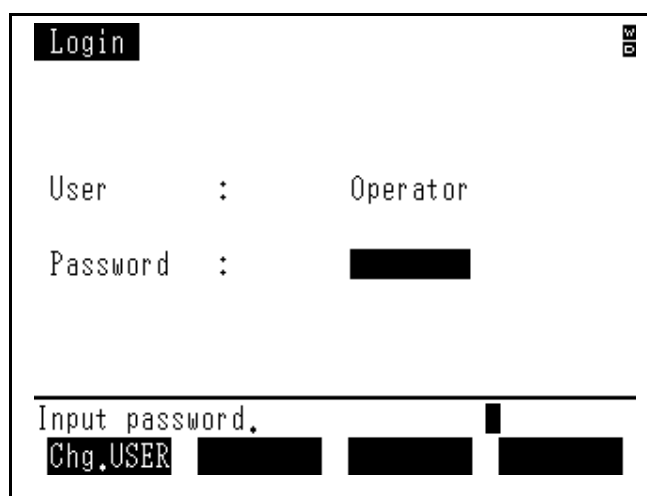 Login
W
D
User : Operator
Password :
Input password.
Chg.USER